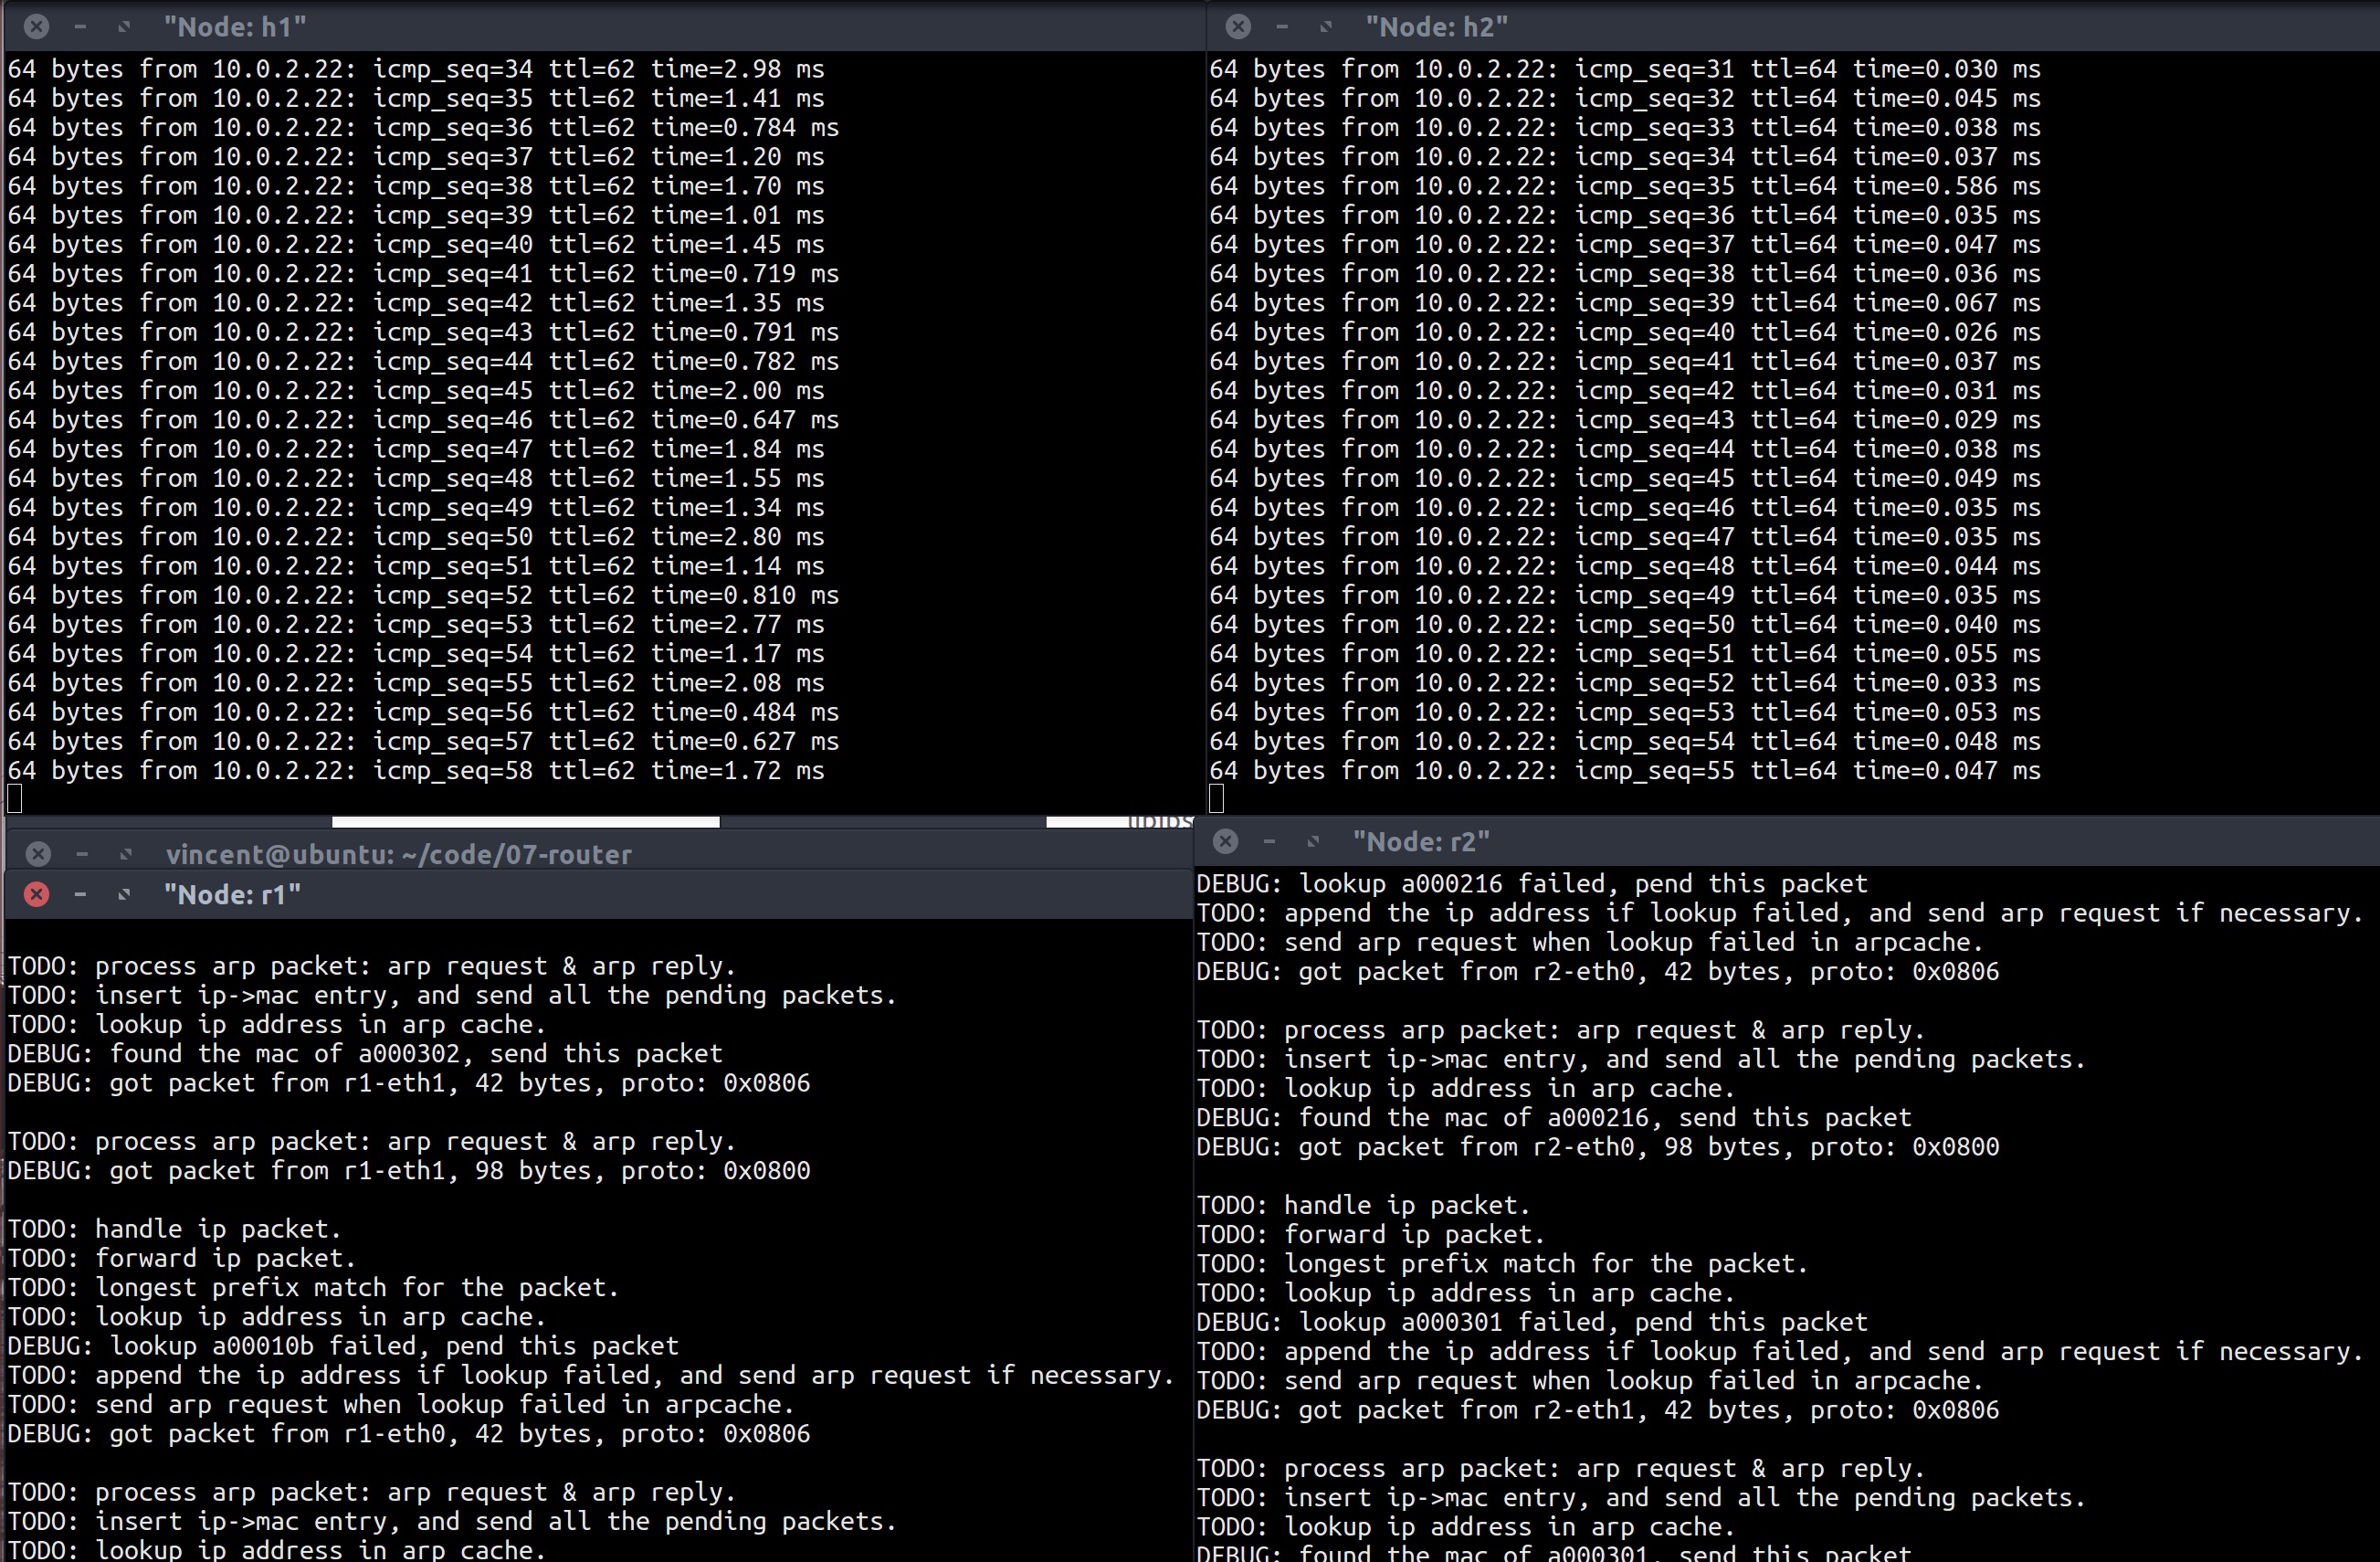 "Node: h1"
64 bytes from 10.0.2.22: icmp_seq=34 ttl=62 time=2.98 ms
64 bytes from 10.0.2.22: icmp_seq=35 ttl=62 time=1.41 ms
64 bytes from 10.0.2.22: icmp_seq=36 ttl=62 time=0.784 ms
64 bytes from 10.0.2.22: icmp_seq=37 ttl=62 time=1.20 ms
64 bytes from 10.0.2.22: icmp_seq=38 ttl=62 time=1.70 ms
64 bytes from 10.0.2.22: icmp_seq=39 ttl=62 time=1.01 ms
64 bytes from 10.0.2.22: icmp_seq=40 ttl=62 time=1.45 ms
64 bytes from 10.0.2.22: icmp_seq=41 ttl=62 time=0.719 ms
64 bytes from 10.0.2.22: icmp_seq=42 ttl=62 time=1.35 ms
64 bytes from 10.0.2.22: icmp_seq=43 ttl=62 time=0.791 ms
64 bytes from 10.0.2.22: icmp_seq=44 ttl=62 time=0.782 ms
64 bytes from 10.0.2.22: icmp_seq=45 ttl=62 time=2.00 ms
64 bytes from 10.0.2.22: icmp_seq=46 ttl=62 time=0.647 ms
64 bytes from 10.0.2.22: icmp_seq=47 ttl=62 time=1.84 ms
64 bytes from 10.0.2.22: icmp_seq=48 ttl=62 time=1.55 ms
64 bytes from 10.0.2.22: icmp_seq=49 ttl=62 time=1.34 ms
64 bytes from 10.0.2.22: icmp_seq=50 ttl=62 time=2.80 ms
64 bytes from 10.0.2.22: icmp_seq=51 ttl=62 time=1.14 ms
64 bytes from 10.0.2.22: icmp_seq=52 ttl=62 time=0.810 ms
64 bytes from 10.0.2.22: icmp_seq=53 ttl=62 time=2.77 ms
64 bytes from 10.0.2.22: icmp_seq=54 ttl=62 time=1.17 ms
64 bytes from 10.0.2.22: icmp_seq=55 ttl=62 time=2.08 ms
64 bytes from 10.0.2.22: icmp_seq=56 ttl=62 time=0.484 ms
64 bytes from 10.0.2.22: icmp_seq=57 ttl=62 time=0.627 ms
64 bytes from 10.0.2.22: icmp_seq=58 ttl=62 time=1.72 ms
"Node: h2"
64 bytes from 10.0.2.22: icmp_seq=31 ttl=64 time=0.030 ms
64 bytes from 10.0.2.22: icmp_seq=32 ttl=64 time=0.045 ms
64 bytes from 10.0.2.22: icmp_seq=33 ttl=64 time=0.038 ms
64 bytes from 10.0.2.22: icmp_seq=34 ttl=64 time=0.037 ms
64 bytes from 10.0.2.22: icmp_seq=35 ttl=64 time=0.586 ms
64 bytes from 10.0.2.22: icmp_seq=36 ttl=64 time=0.035 ms
64 bytes from 10.0.2.22: icmp_seq=37 ttl=64 time=0.047 ms
64 bytes from 10.0.2.22: icmp_seq=38 ttl=64 time=0.036 ms
64 bytes from 10.0.2.22: icmp_seq=39 ttl=64 time=0.067 ms
64 bytes from 10.0.2.22: icmp_seq=40 ttl=64 time=0.026 ms
64 bytes from 10.0.2.22: icmp_seq=41 ttl=64 time=0.037 ms
64 bytes from 10.0.2.22: icmp_seq=42 ttl=64 time=0.031 ms
64 bytes from 10.0.2.22: icmp_seq=43 ttl=64 time=0.029 ms
64 bytes from 10.0.2.22: icmp_seq=44 ttl=64 time=0.038 ms
64 bytes from 10.0.2.22: icmp_seq=45 ttl=64 time=0.049 ms
64 bytes from 10.0.2.22: icmp_seq=46 ttl=64 time=0.035 ms
64 bytes from 10.0.2.22: icmp_seq=47 ttl=64 time=0.035 ms
64 bytes from 10.0.2.22: icmp_seq=48 ttl=64 time=0.044 ms
64 bytes from 10.0.2.22: icmp_seq=49 ttl=64 time=0.035 ms
64 bytes from 10.0.2.22: icmp_seq=50 ttl=64 time=0.040 ms
64 bytes from 10.0.2.22: icmp_seq=51 ttl=64 time=0.055 ms
64 bytes from 10.0.2.22: icmp_seq=52 ttl=64 time=0.033 ms
64 bytes from 10.0.2.22: icmp_seq=53 ttl=64 time=0.053 ms
64 bytes from 10.0.2.22: icmp_seq=54 ttl=64 time=0.048 ms
64 bytes from 10.0.2.22: icmp_seq=55 ttl=64 time=0.047 ms
vincent@ubuntu: ~/code/07-router
"Node: r1"
TODO: process arp packet: arp request & arp reply.
TODO: insert ip->mac entry, and send all the pending packets.
TODO: lookup ip address in arp cache.
DEBUG: found the mac of a000302, send this packet
DEBUG: got packet from r1-eth1, 42 bytes, proto: 0x0806
TODO: process arp packet: arp request & arp reply.
DEBUG: got packet from r1-eth1, 98 bytes, proto: 0x0800
TODO: handle ip packet.
TODO: forward ip packet.
TODO: longest prefix match for the packet.
TODO: lookup ip address in arp cache.
DEBUG: lookup a00010b failed, pend this packet
TODO: append the ip address if lookup failed, and send arp request if necessary.
TODO: send arp request when lookup failed in arpcache.
DEBUG: got packet from r1-eth0, 42 bytes, proto: 0x0806
TODO: process arp packet: arp request & arp reply.
TODO: insert ip->mac entry, and send all the pending packets.
TODO: lookup ip address in arp cache.
"Node: r2"
DEBUG: lookup a000216 failed, pend this packet
TODO: append the ip address if lookup failed, and send arp request if necessary.
TODO: send arp request when lookup failed in arpcache.
DEBUG: got packet from r2-eth0, 42 bytes, proto: 0x0806
TODO: process arp packet: arp request & arp reply.
TODO: insert ip->mac entry, and send all the pending packets.
TODO: lookup ip address in arp cache.
DEBUG: found the mac of a000216, send this packet
DEBUG: got packet from r2-eth0, 98 bytes, proto: 0x0800
TODO: handle ip packet.
TODO: forward ip packet.
TODO: longest prefix match for the packet.
TODO: lookup ip address in arp cache.
DEBUG: lookup a000301 failed, pend this packet
TODO: append the ip address if lookup failed, and send arp request if necessary.
TODO: send arp request when lookup failed in arpcache.
DEBUG: got packet from r2-eth1, 42 bytes, proto: 0x0806
TODO: process arp packet: arp request & arp reply.
TODO: insert ip->mac entry, and send all the pending packets.
TODO: lookup ip address in arp cache.
DEBUG: found the mac of a000301, send this packet